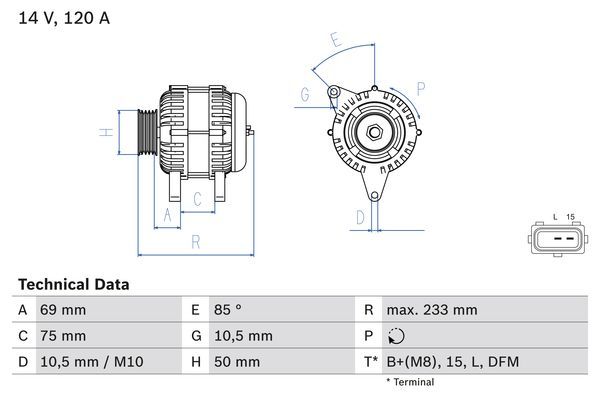 14 V, 120 A
E
P
G
H
A
C
D
R
L 15
Technical Data
A 69 mm E 85 º R max. 233 mm
C 75 mm G 10,5 mm P
D 10,5 mm / M10 H 50 mm T* B+(M8), 15, L, DFM
* Terminal